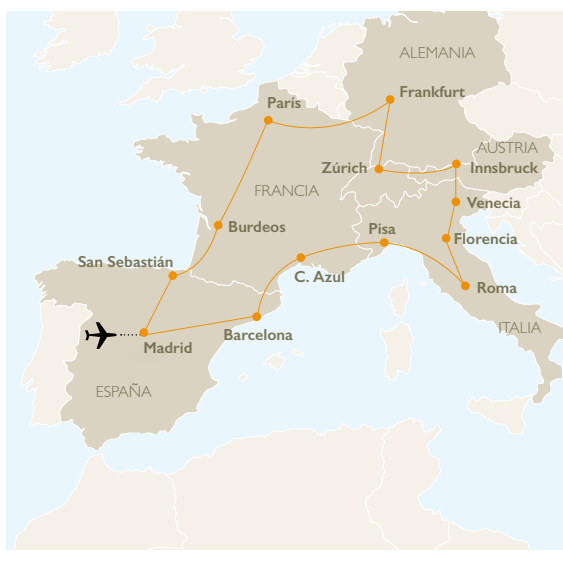 ALEMANIA
Frankfurt
París
AUSTRIA
Zúrich
Innsbruck
FRANCIA
Venecia
Burdeos
Pisa
Florencia
San Sebastián
C. Azul
Roma
ITALIA
Barcelona
Madrid
ESPAÑA